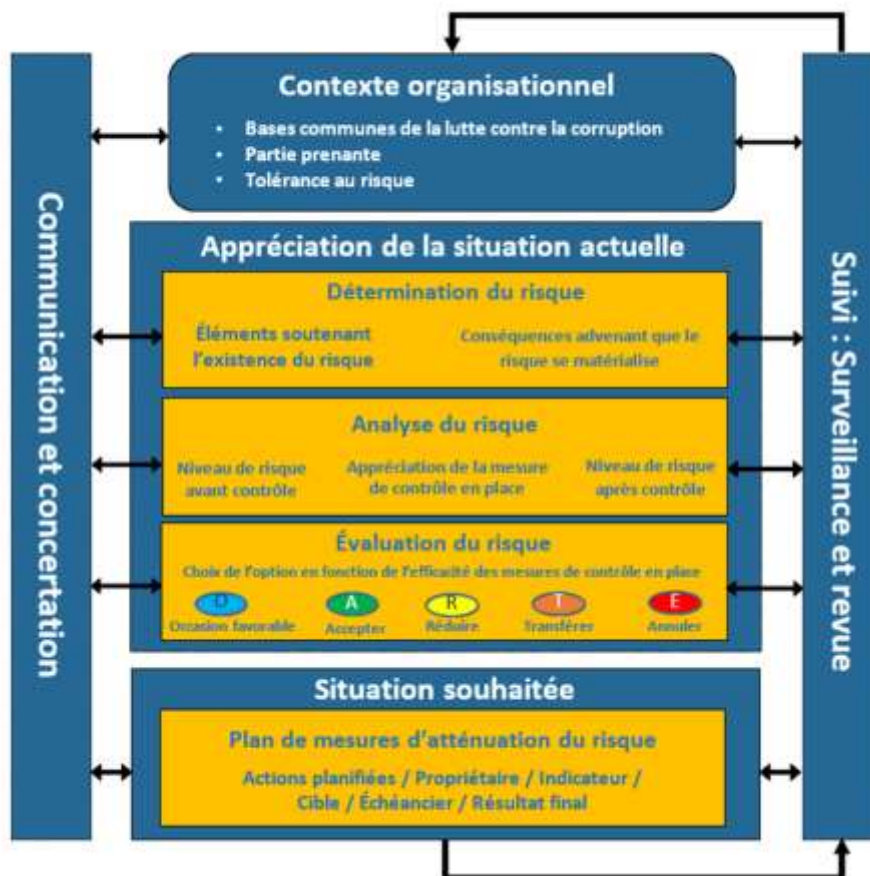 Contexte organisationnel
• Bases communes de la lutte contre la corruption
• Partie prenante
• Tolérance au risque
Communication et concertation
Appréciation de la situation actuelle
Détermination du risque
Éléments soutenant
l'existence du risque
Conséquences advenant que le
risque se matérialise
Analyse du risque
Niveau de risque
avant contrôle
Appréciation de la mesure
de contrôle en place
Niveau de risque
après contrôle
Évaluation du risque
Choix de l'option en fonction de l'efficacité des mesures de contrôle en place
A
R
T
E
Occasion favorable
Accepter
Réduire
Transférer
Annuler
Situation souhaitée
Plan de mesures d'atténuation du risque
Actions planifiées / Propriétaire / Indicateur /
Cible / Échéancier / Résultat final
Suivi : Surveillance et revue